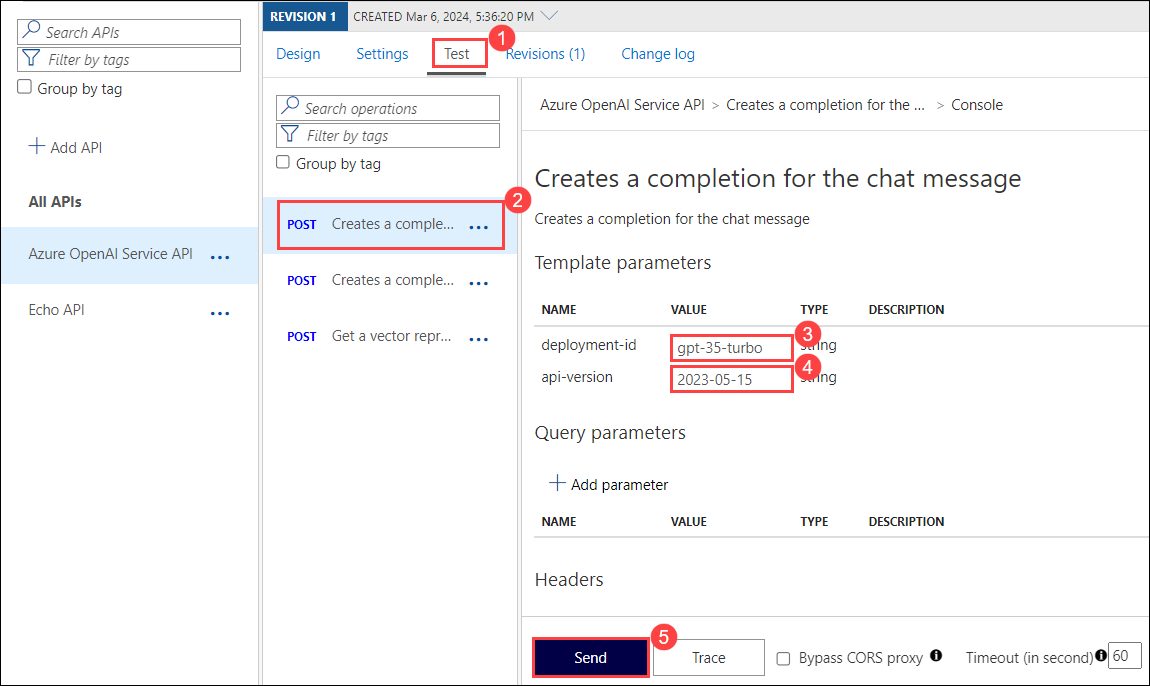 Search APIs
Filter by tags
Group by tag
Add API
All APIs
Azure OpenAI Service API ...
Echo API ...
REVISION 1 CREATED Mar 6, 2024, 5:36:20 PM
1
Design Settings Test Revisions (1) Change log
Search operations
Filter by tags
Group by tag
2
POST Creates a comple... ...
POST Creates a comple... ...
POST Get a vector repr... ...
Azure OpenAI Service API > Creates a completion for the ... > Console
Creates a completion for the chat message
Creates a completion for the chat message
Template parameters
NAME VALUE TYPE DESCRIPTION
3
deployment-id gpt-35-turbo string
4
api-version 2023-05-15 string
Query parameters
Add parameter
NAME VALUE TYPE DESCRIPTION
Headers
5
Send Trace Bypass CORS proxy Timeout (in second) 60